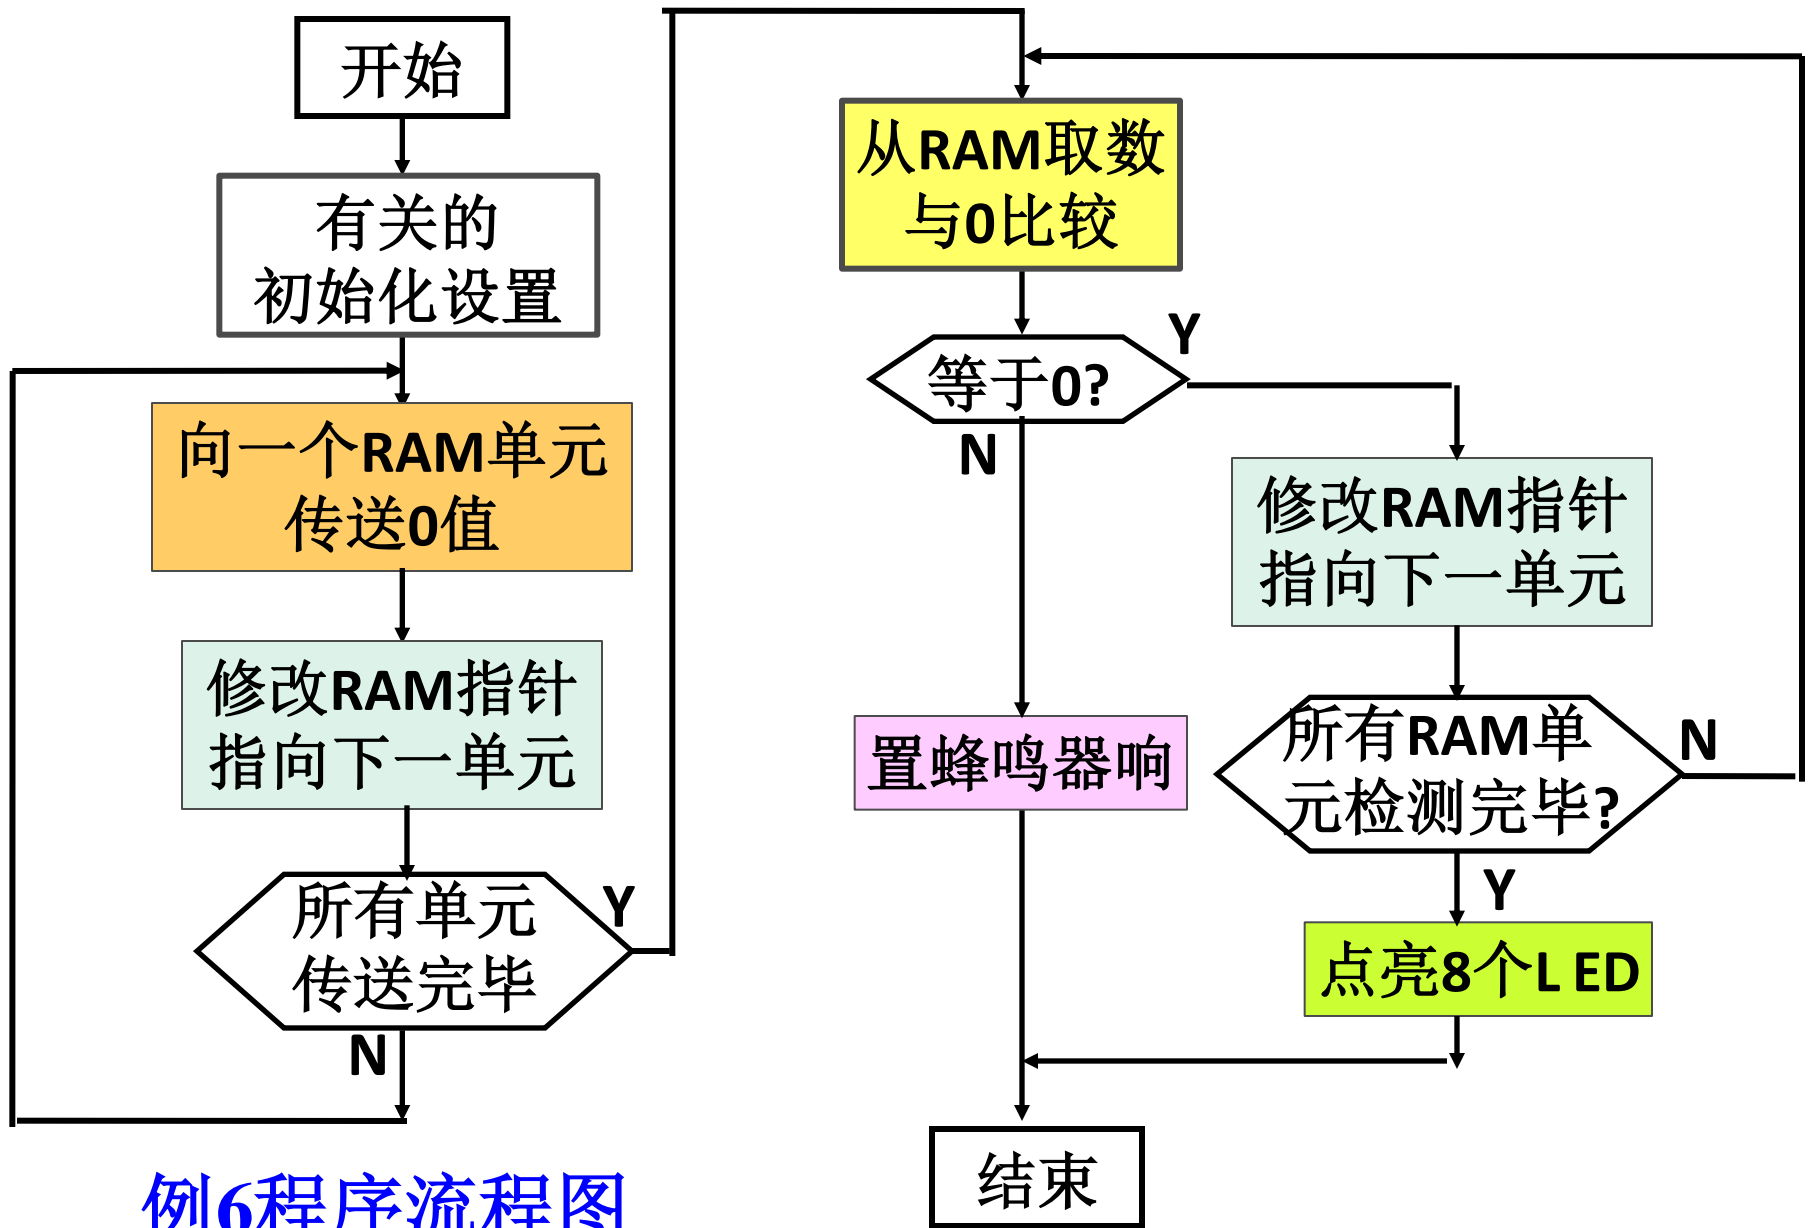 开始
有关的
初始化设置
向一个RAM单元
传送0值
修改RAM指针
指向下一单元
所有单元
传送完毕
Y
N
从RAM取数
与0比较
等于0?
Y
N
修改RAM指针
指向下一单元
置蜂鸣器响
所有RAM单
元检测完毕?
N
Y
点亮8个L ED
结束
例6程序流程图